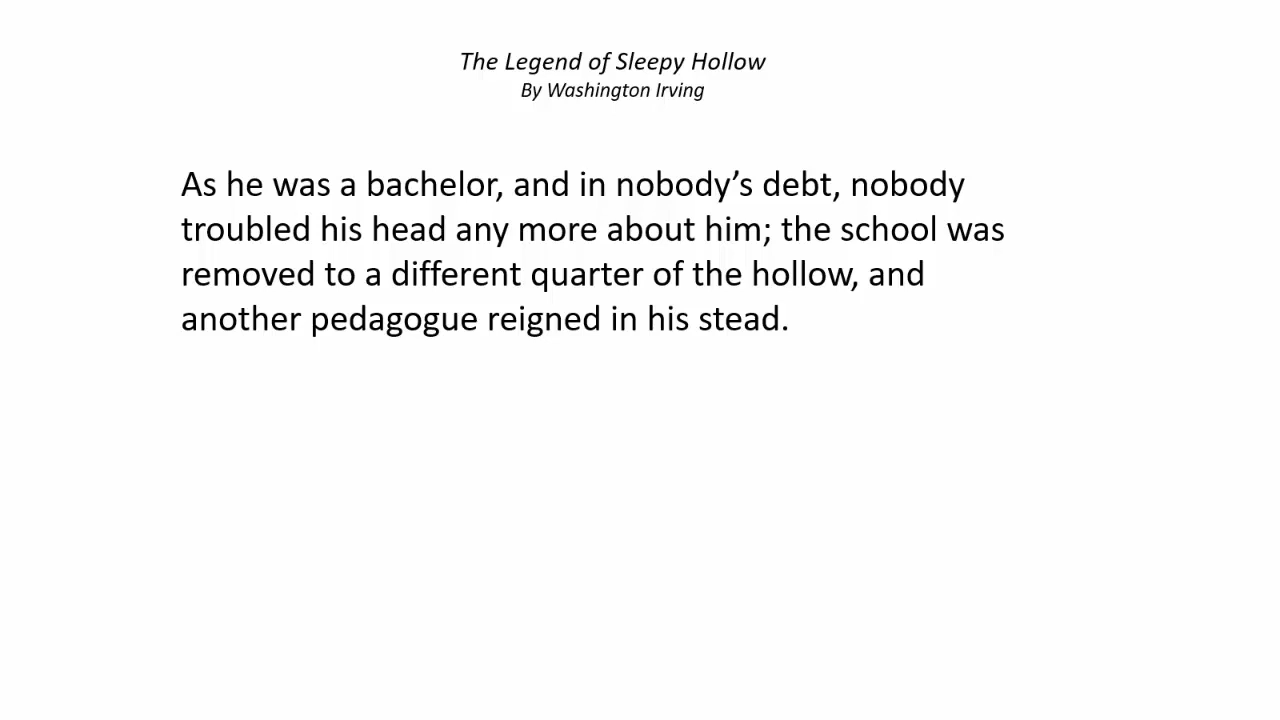 The Legend of Sleepy Hollow
By Washington Irving
As he was a bachelor, and in nobody’s debt, nobody
troubled his head any more about him; the school was
removed to a different quarter of the hollow, and
another pedagogue reigned in his stead.